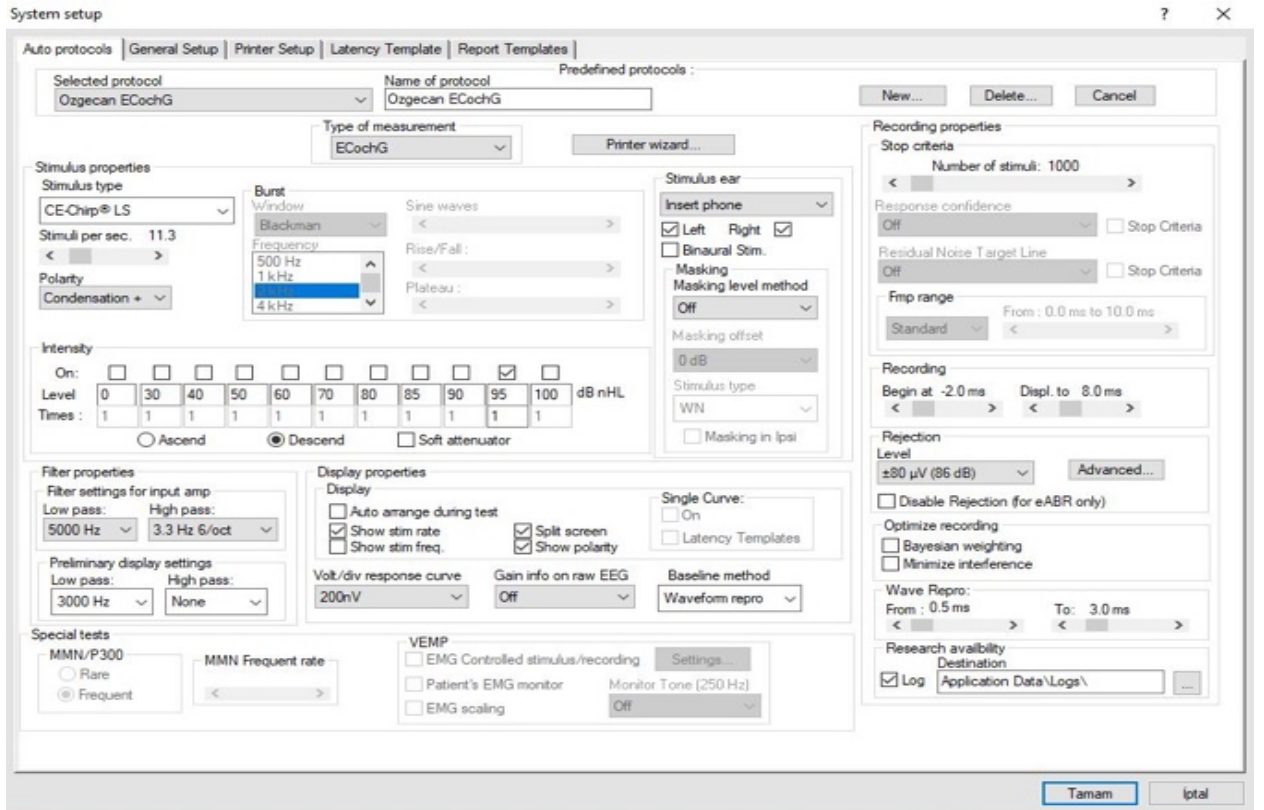 System setup ? ×
Auto protocols General Setup Printer Setup Latency Template Report Templates
Predefined protocols :
Selected protocol Name of protocol
Ozgecan ECochG Ozgecan ECochG New... Delete... Cancel
Type of measurement
ECochG Printer wizard...
Stimulus properties
Stimulus type
CE-Chirp® LS
Stimuli per sec. 11.3
< >
Polarity
Condensation +
Burst
Window
Blackman
Frequency
500 Hz
1 kHz
4 kHz
Sine waves
< >
Rise/Fall :
< >
Plateau :
< >
Stimulus ear
Insert phone
Left Right
Binaural Stim.
Masking
Masking level method
Off
Masking offset
0 dB
Stimulus type
WN
Masking in Ipsi
Intensity
On:
Level 0 30 40 50 60 70 80 85 90 95 100 dB nHL
Times : 1 1 1 1 1 1 1 1 1 1 1
Ascend Descend Soft attenuator
Filter properties
Filter settings for input amp
Low pass: High pass:
5000 Hz 3.3 Hz 6/oct
Preliminary display settings
Low pass: High pass:
3000 Hz None
Display properties
Display
Auto arrange during test
Show stim rate Split screen
Show stim freq. Show polarity
Single Curve:
On
Latency Templates
Volt/div response curve Gain info on raw EEG Baseline method
200nV Off Waveform repro
Special tests
MMN/P300
Rare
Frequent
MMN Frequent rate
< >
VEMP
EMG Controlled stimulus/recording Settings...
Patient's EMG monitor Monitor Tone (250 Hz)
EMG scaling Off
Recording properties
Stop criteria
Number of stimuli: 1000
< >
Response confidence
Off Stop Criteria
Residual Noise Target Line
Off Stop Criteria
Fmp range
From : 0.0 ms to 10.0 ms
Standard < >
Recording
Begin at -2.0 ms Displ. to 8.0 ms
< > < >
Rejection
Level
±80 µV (86 dB) Advanced...
Disable Rejection (for eABR only)
Optimize recording
Bayesian weighting
Minimize interference
Wave Repro:
From : 0.5 ms To: 3.0 ms
< > < >
Research availbility
Destination
Log Application Data\Logs\ ...
Tamam İptal